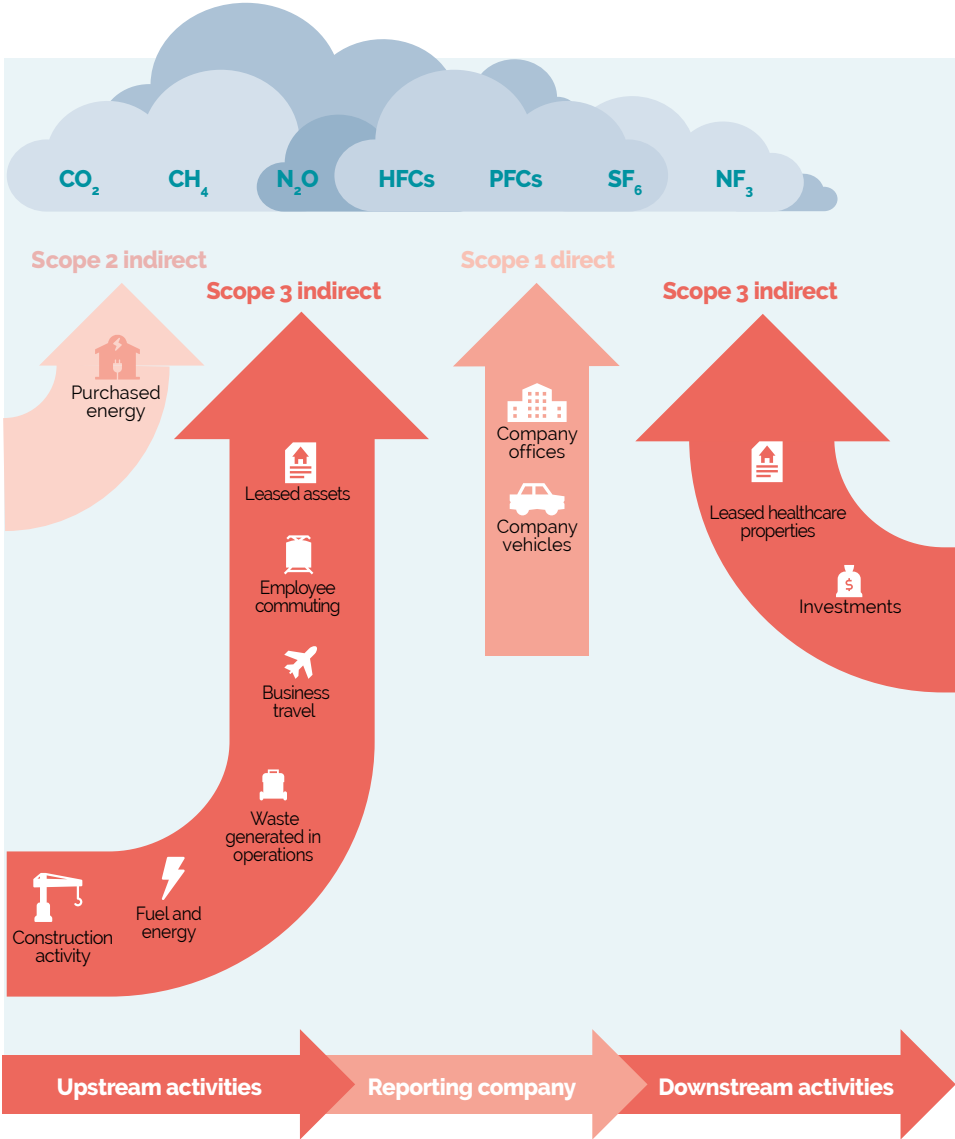 CO2
CH4
N2O
HFCs
PFCs
SF6
NF3
Scope 2 indirect
Purchased
energy
Scope 3 indirect
Leased assets
Employee
commuting
Business
travel
Waste
generated in
operations
Fuel and
energy
Construction
activity
Scope 1 direct
Company
offices
Company
vehicles
Scope 3 indirect
Leased healthcare
properties
$
Investments
Upstream activities
Reporting company
Downstream activities